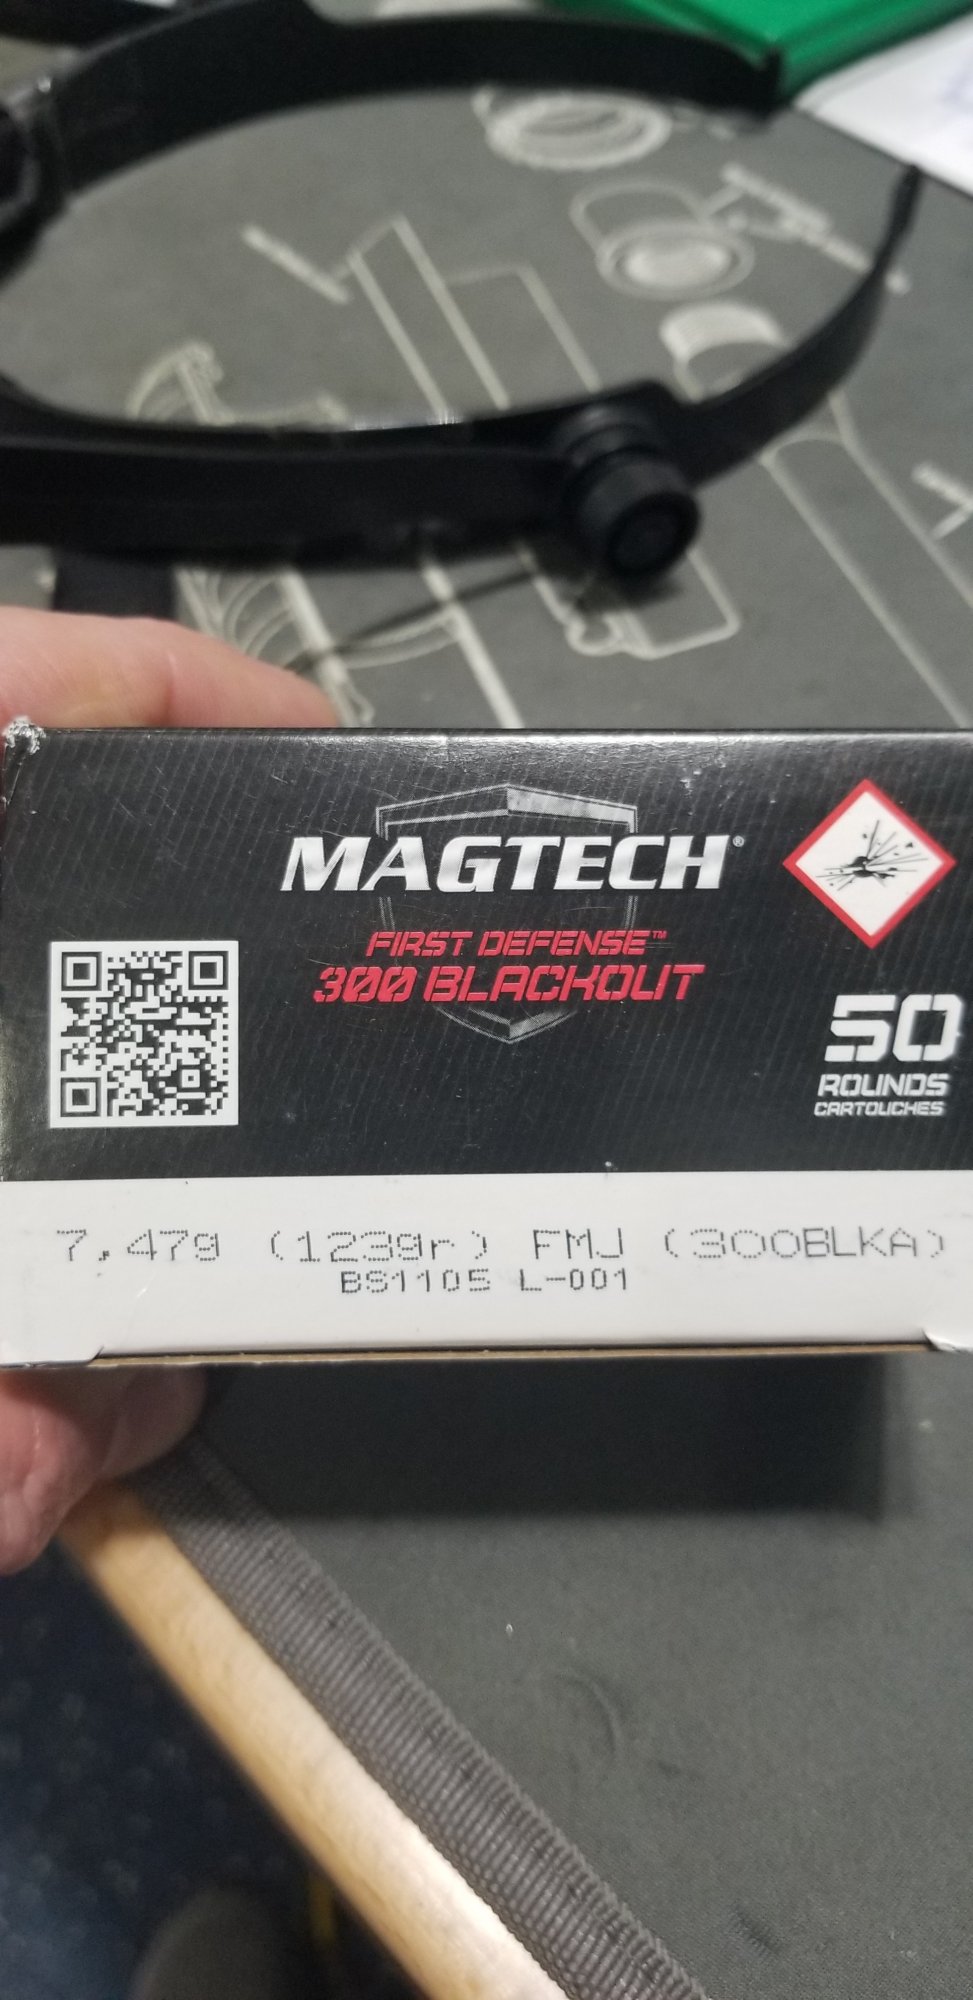 MAGTECH®
FIRST DEFENSE™
300 BLACKOUT
50
ROUNDS
CARTOUCHES
7,47g (123gr) FMJ (300BLKA)
BS1105 L-001